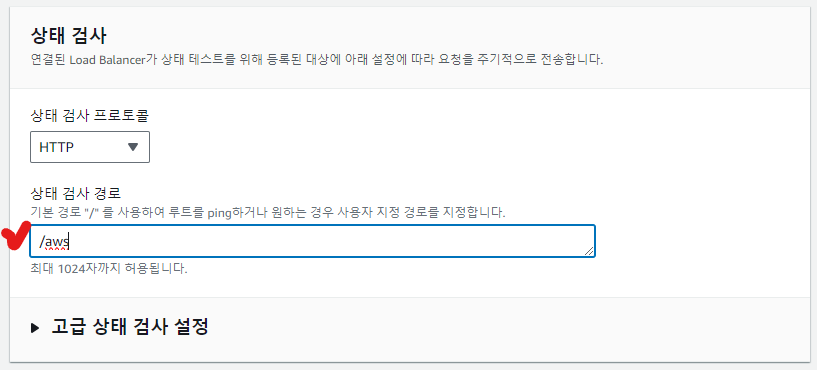 상태 검사
연결된 Load Balancer가 상태 테스트를 위해 등록된 대상에 아래 설정에 따라 요청을 주기적으로 전송합니다.
상태 검사 프로토콜
HTTP
상태 검사 경로
기본 경로 "/" 를 사용하여 루트를 ping하거나 원하는 경우 사용자 지정 경로를 지정합니다.
/aws
최대 1024자까지 허용됩니다.
고급 상태 검사 설정